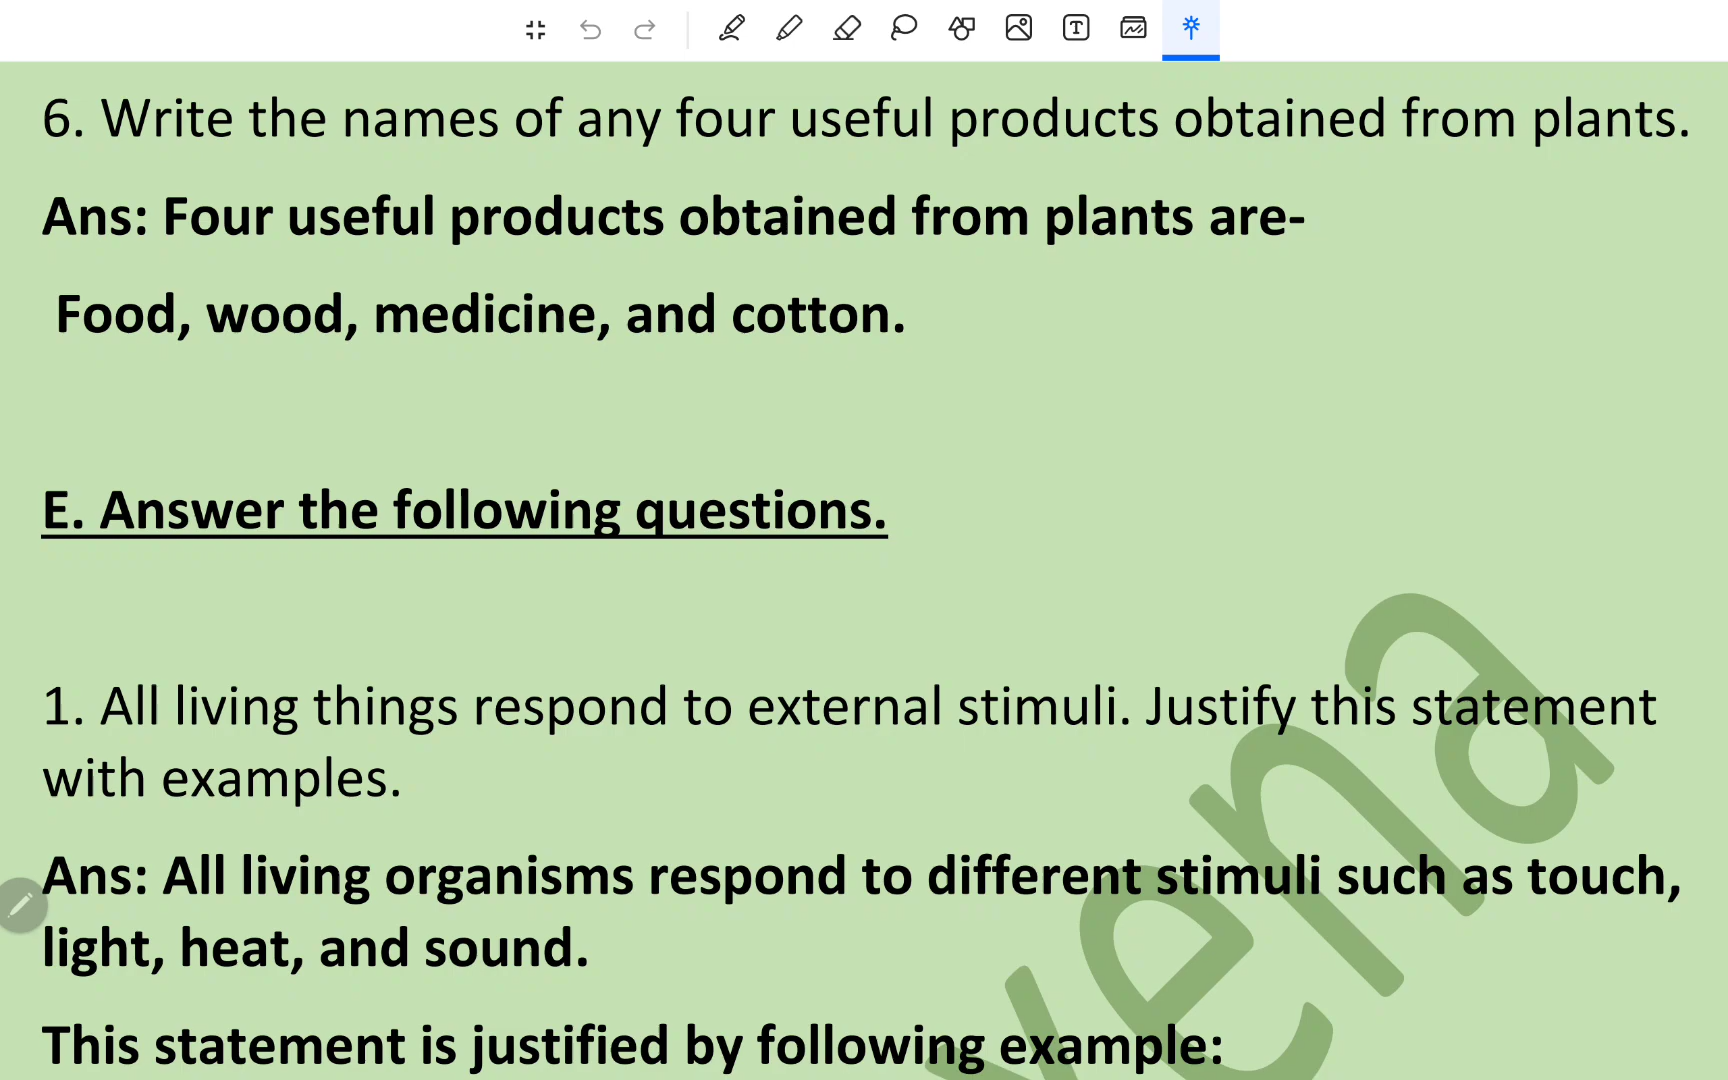 6. Write the names of any four useful products obtained from plants.
Ans: Four useful products obtained from plants are-
Food, wood, medicine, and cotton.
E. Answer the following questions.
1. All living things respond to external stimuli. Justify this statement
with examples.
Ans: All living organisms respond to different stimuli such as touch,
light, heat, and sound.
This statement is justified by following example: